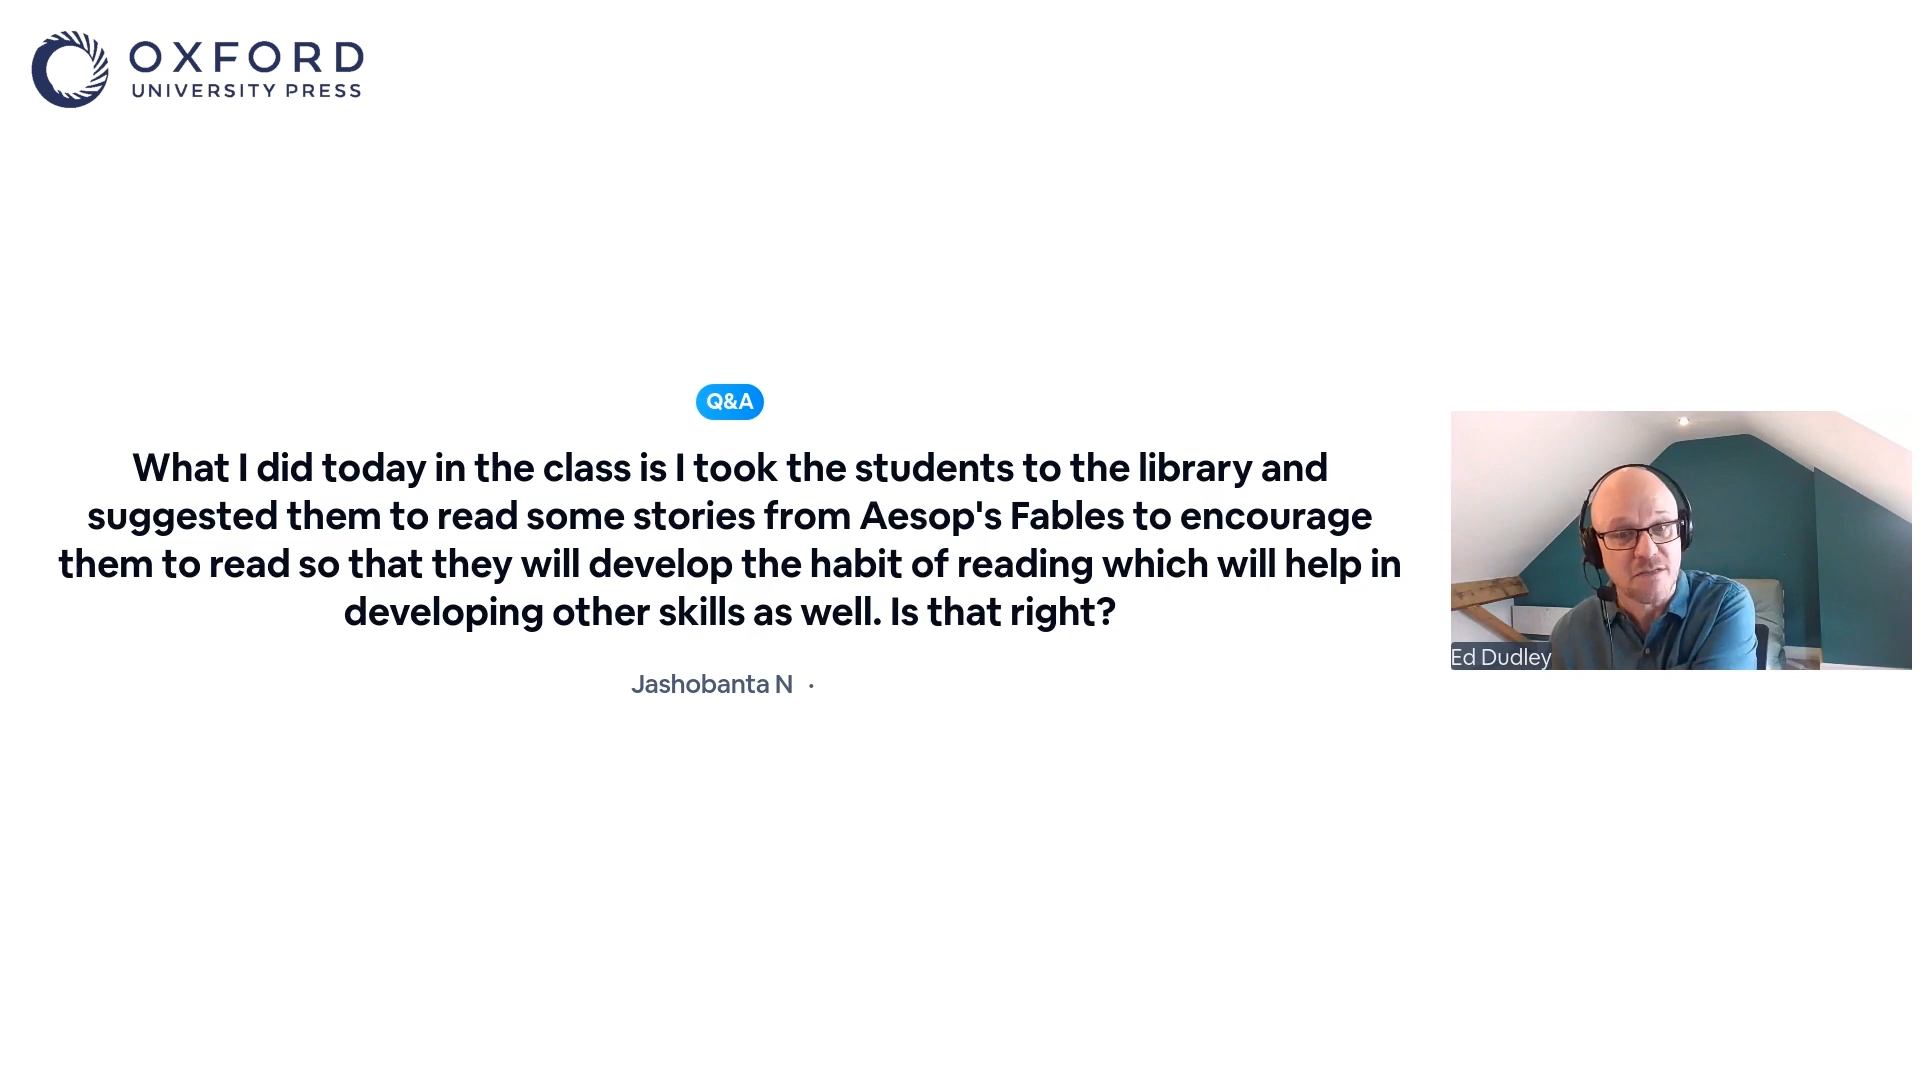 OXFORD
UNIVERSITY PRESS
Q&A
What I did today in the class is I took the students to the library and
suggested them to read some stories from Aesop's Fables to encourage
them to read so that they will develop the habit of reading which will help in
developing other skills as well. Is that right?
Jashobanta N ·
Ed Dudley